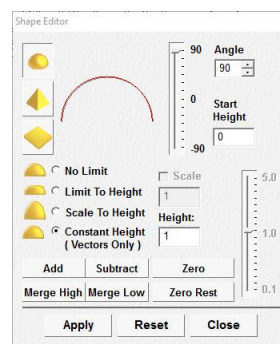 Shape Editor
90 Angle
90
0 Start
Height
-90 0
No Limit
Limit To Height
Scale To Height
Constant Height
( Vectors Only )
Scale
1
Height:
1
5.0
1.0
0.1
Add Subtract Zero
Merge High Merge Low Zero Rest
Apply Reset Close